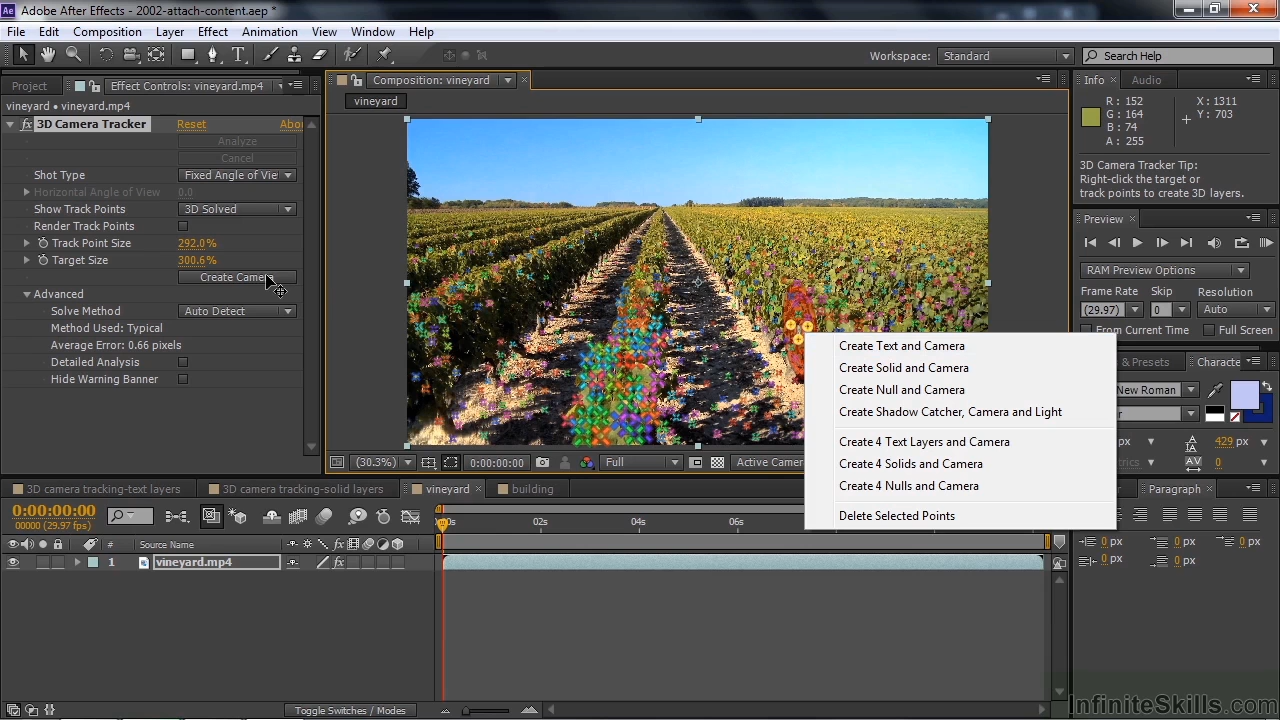 Adobe After Effects - 2002-attach-content.aep *
File Edit Composition Layer Effect Animation View Window Help
Workspace: Standard
Search Help
Project Effect Controls: vineyard.mp4
vineyard • vineyard.mp4
fx 3D Camera Tracker Reset Abo
Analyze
Cancel
Shot Type Fixed Angle of Vie
Horizontal Angle of View 0.0
Show Track Points 3D Solved
Render Track Points
Track Point Size 292.0%
Target Size 300.6%
Create Camera
Advanced
Solve Method Auto Detect
Method Used: Typical
Average Error: 0.66 pixels
Detailed Analysis
Hide Warning Banner
Composition: vineyard
vineyard
(30.3%) 0:00:00:00 Full Active Camer
Create Text and Camera
Create Solid and Camera
Create Null and Camera
Create Shadow Catcher, Camera and Light
Create 4 Text Layers and Camera
Create 4 Solids and Camera
Create 4 Nulls and Camera
Delete Selected Points
Info Audio
R : 152 X : 1311
G : 164 Y : 703
B : 74
A : 255
3D Camera Tracker Tip:
Right-click the target or
track points to create 3D layers.
Preview
RAM Preview Options
Frame Rate Skip Resolution
(29.97) 0 Auto
From Current Time Full Screen
& Presets Characte
New Roman
px 429 px
etrics 0
Paragraph
0 px 0 px 0 px
0 px 0 px
3D camera tracking-text layers 3D camera tracking-solid layers vineyard building
0:00:00:00
00000 (29.97 fps)
0s 02s 04s 06s
# Source Name
1 vineyard.mp4
fx
Toggle Switches / Modes
InfiniteSkills.com